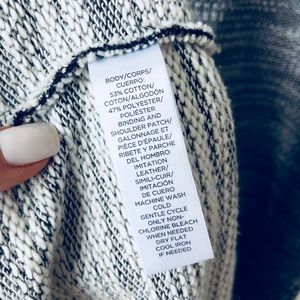 BODY/CORPS/
CUERPO:
53% COTTON/
COTON/ALGODÓN
47% POLYESTER/
POLIÉSTER
BINDING AND
SHOULDER PATCH/
GALONNAGE ET
PIÈCE D'ÉPAULE/
RIBETE Y PARCHE
DEL HOMBRO:
IMITATION
LEATHER/
SIMILI-CUIR/
IMITACIÓN
DE CUERO
MACHINE WASH
COLD
GENTLE CYCLE
ONLY NON-
CHLORINE BLEACH
WHEN NEEDED
DRY FLAT
COOL IRON
IF NEEDED